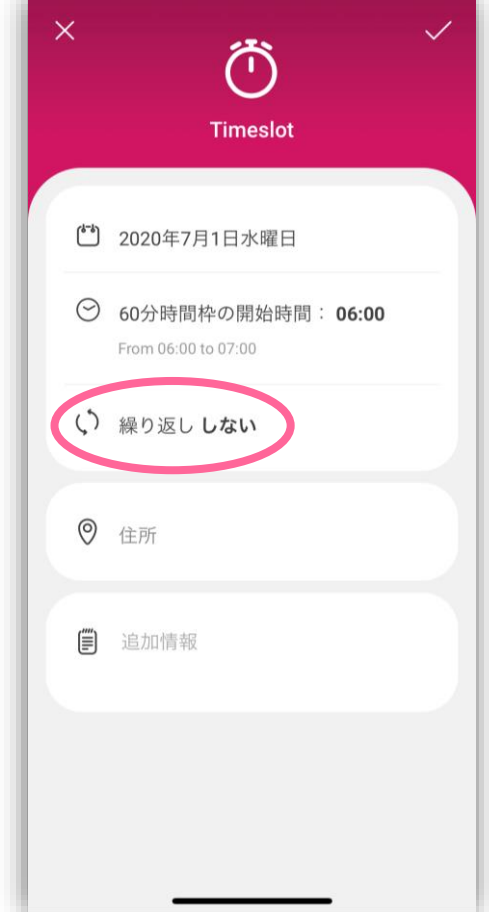 Timeslot
2020年7月1日水曜日
60分時間枠の開始時間： 06:00
From 06:00 to 07:00
繰り返し しない
住所
追加情報